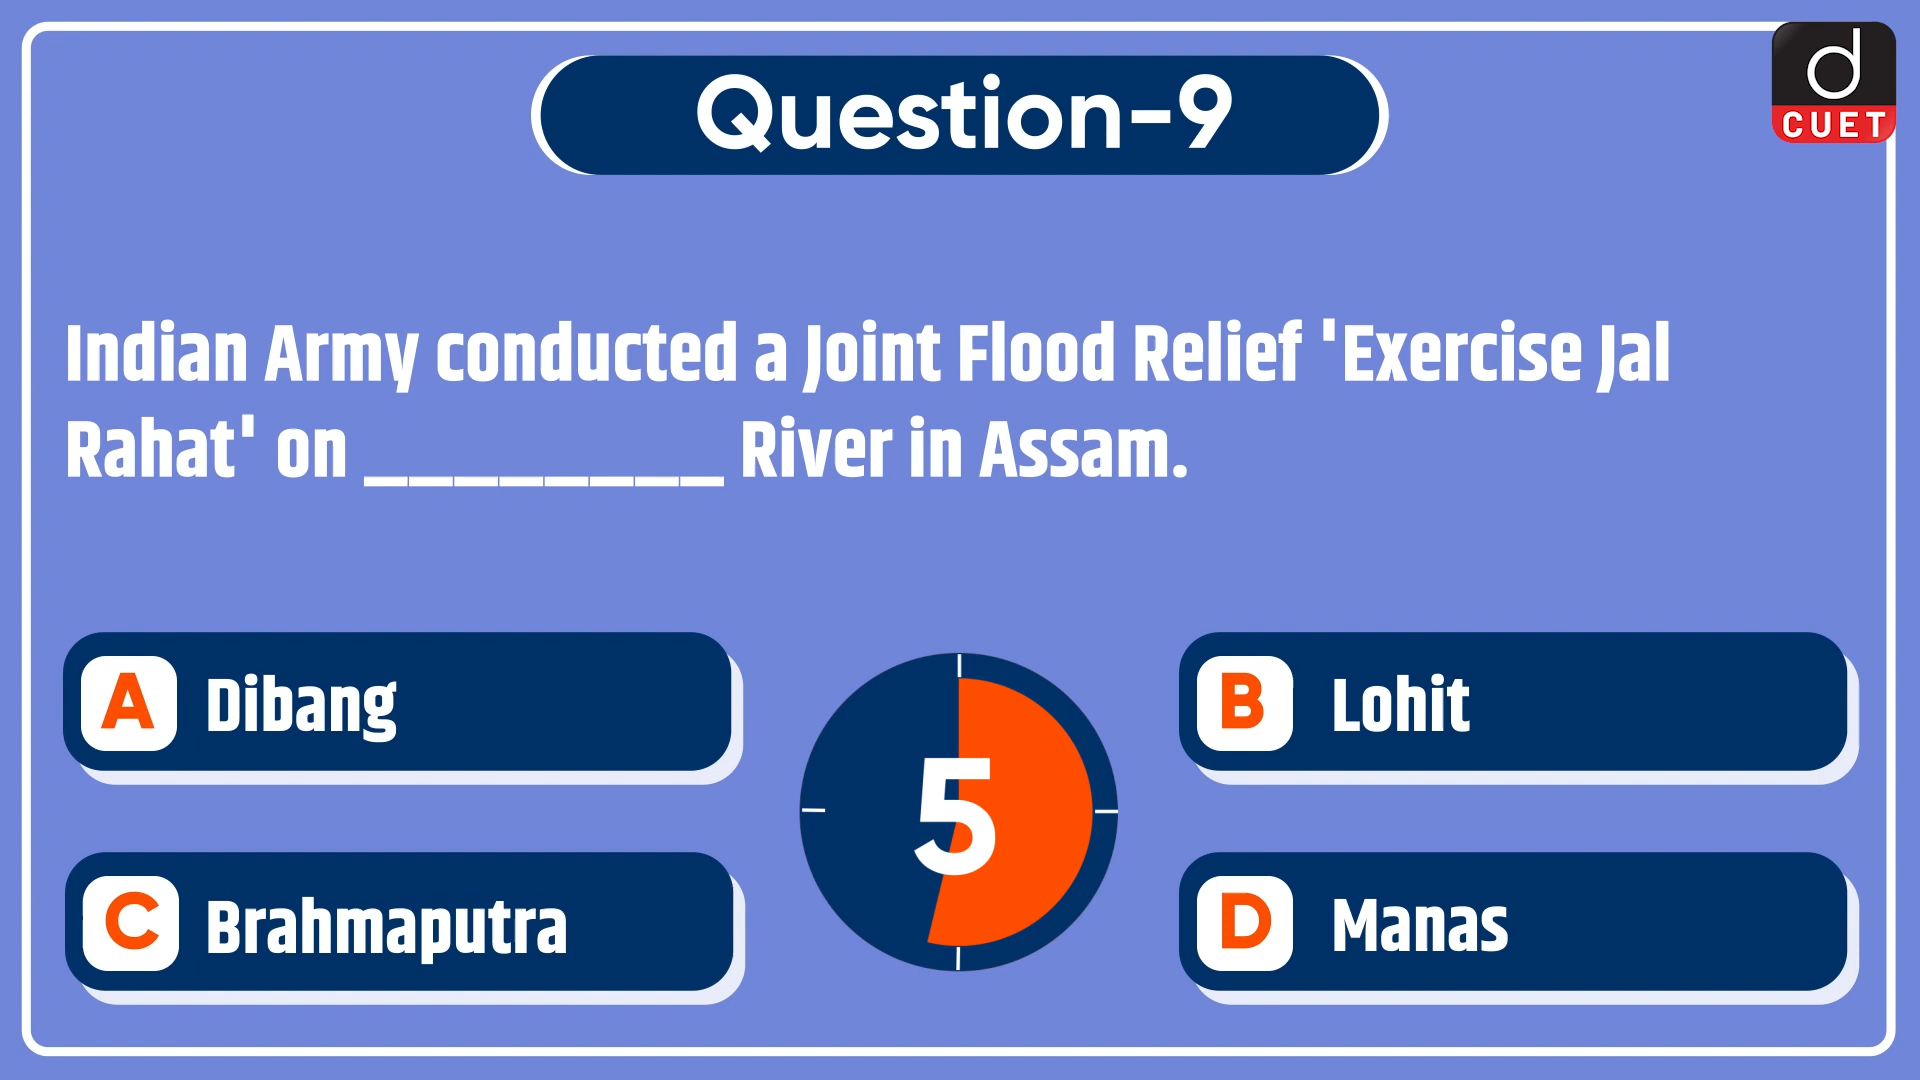 Question-9
d
CUET
Indian Army conducted a Joint Flood Relief 'Exercise Jal
Rahat' on ________ River in Assam.
A Dibang
B Lohit
5
C Brahmaputra
D Manas